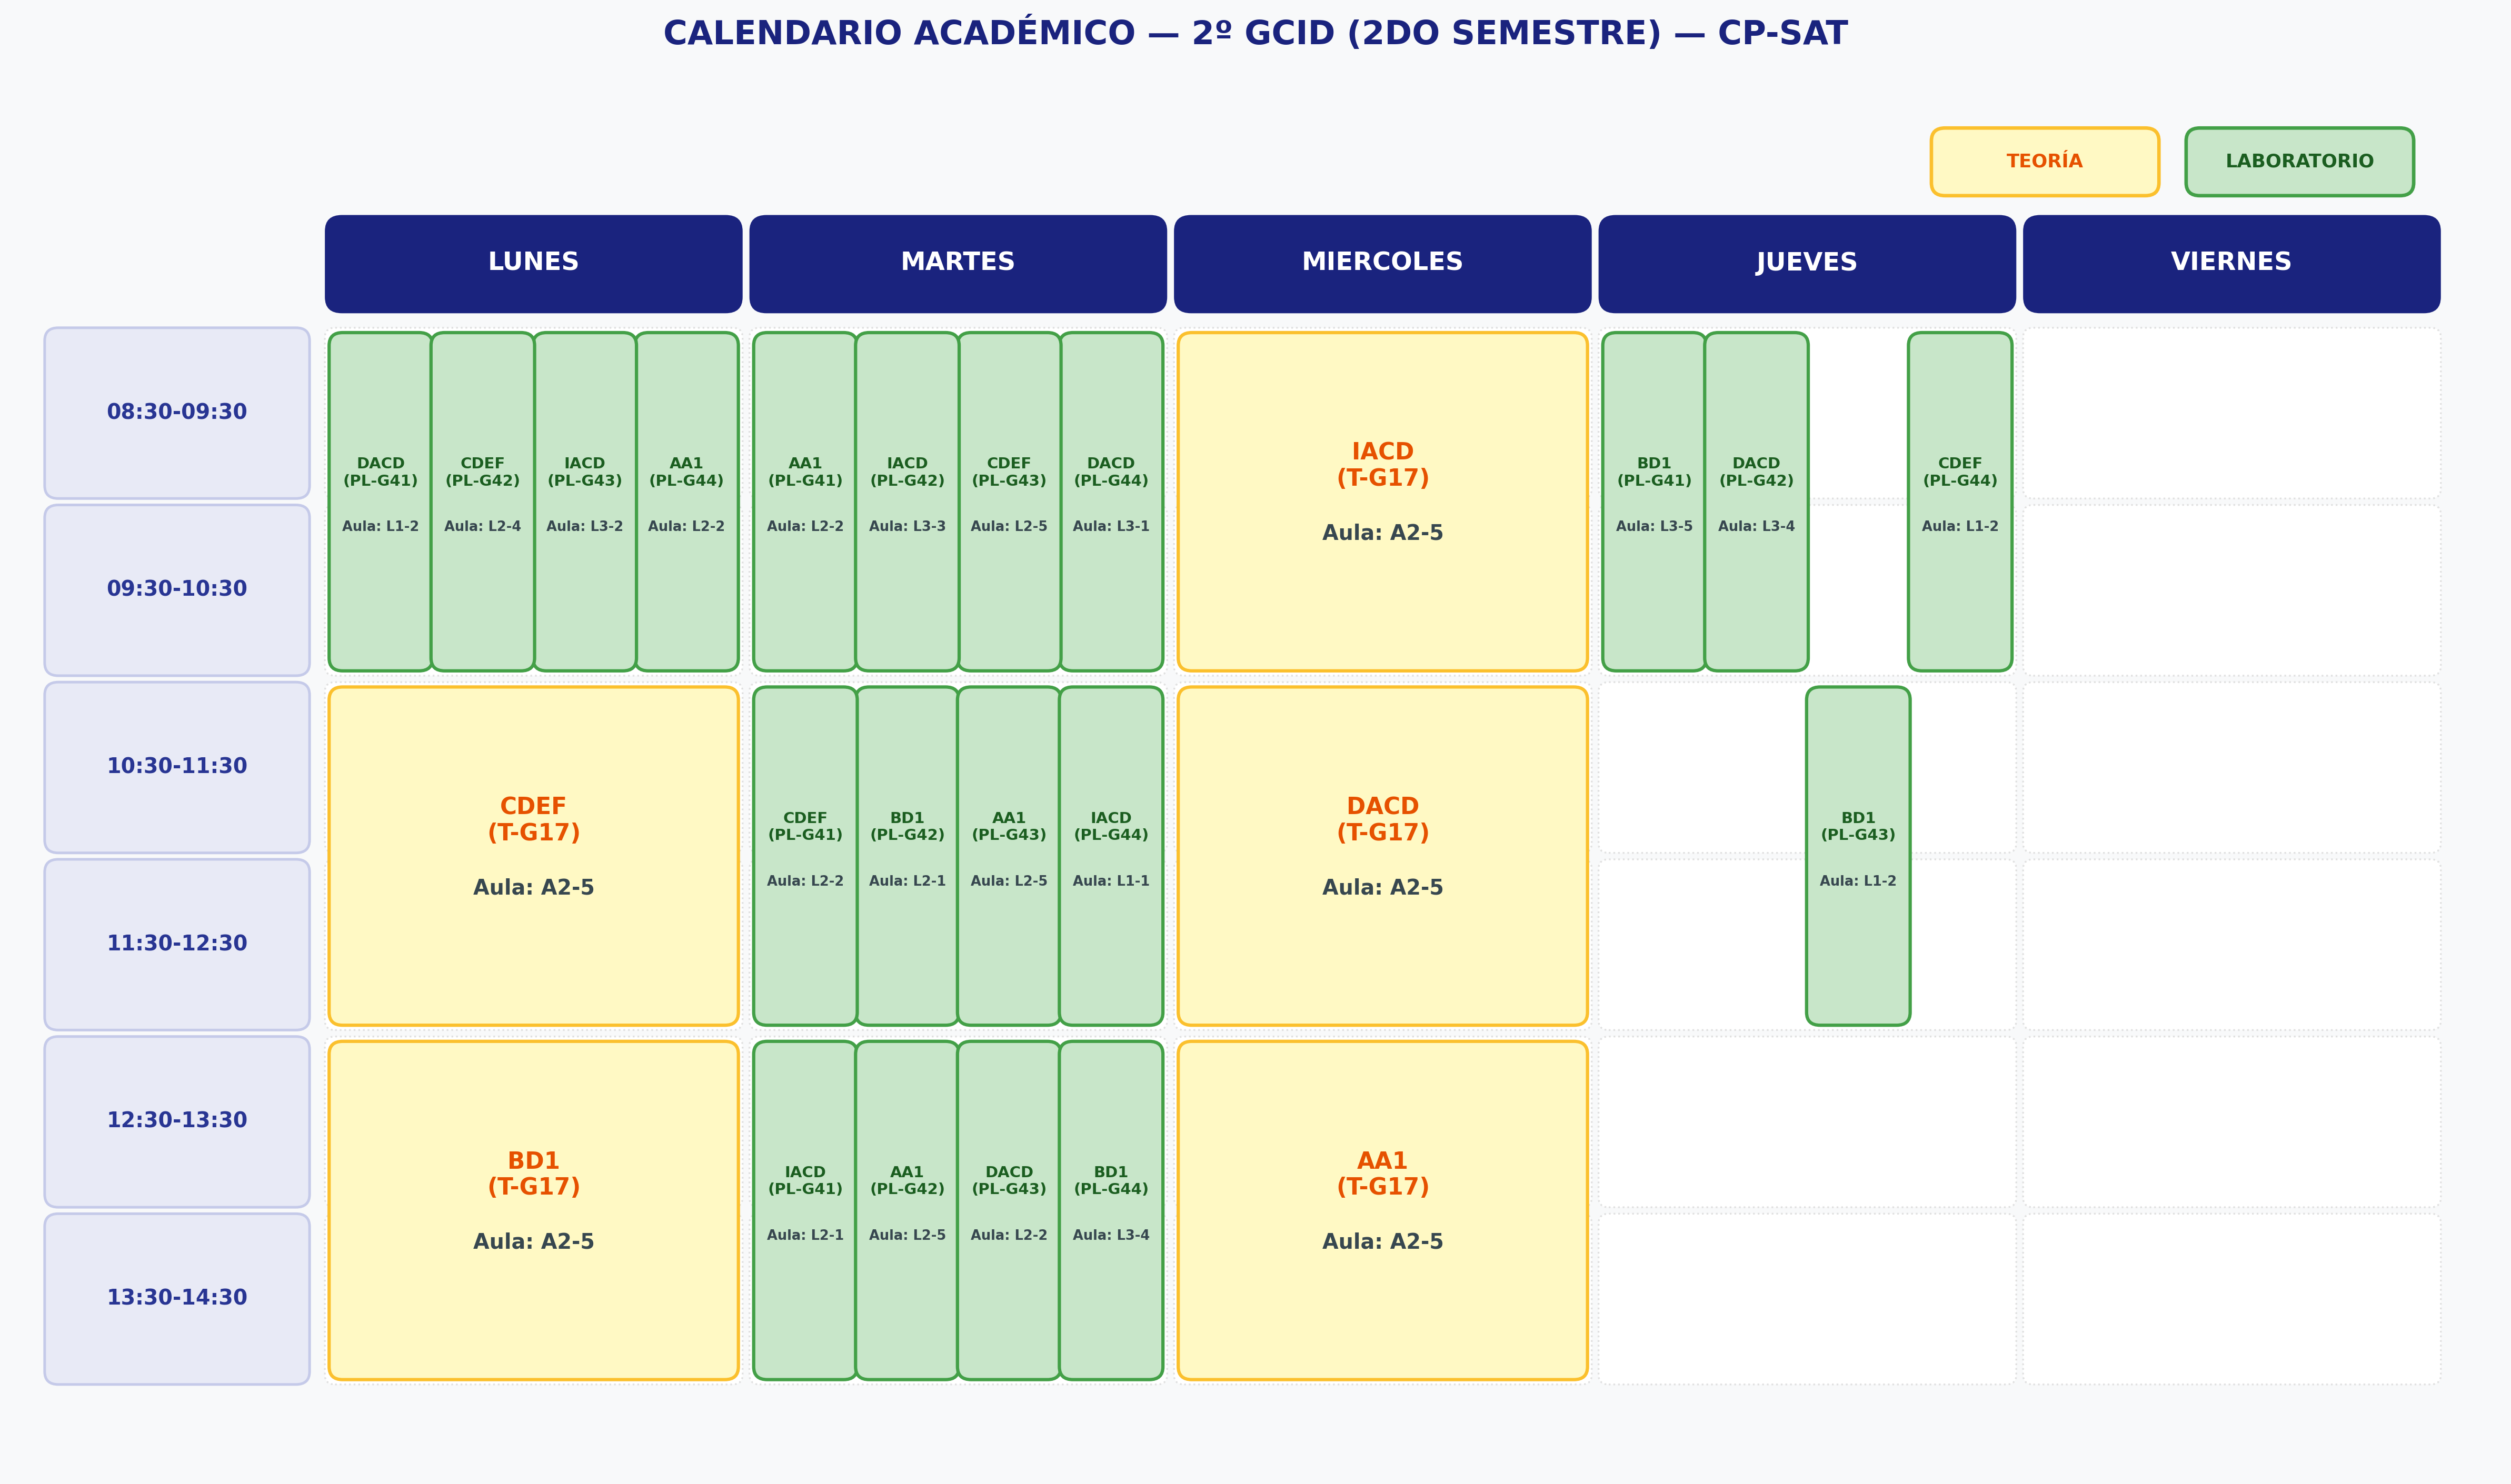 CALENDARIO ACADÉMICO — 2º GCID (2DO SEMESTRE) — CP-SAT
TEORÍA
LABORATORIO
LUNES
MARTES
MIERCOLES
JUEVES
VIERNES
08:30-09:30
09:30-10:30
DACD
(PL-G41)
Aula: L1-2
CDEF
(PL-G42)
Aula: L2-4
IACD
(PL-G43)
Aula: L3-2
AA1
(PL-G44)
Aula: L2-2
AA1
(PL-G41)
Aula: L2-2
IACD
(PL-G42)
Aula: L3-3
CDEF
(PL-G43)
Aula: L2-5
DACD
(PL-G44)
Aula: L3-1
IACD
(T-G17)
Aula: A2-5
BD1
(PL-G41)
Aula: L3-5
DACD
(PL-G42)
Aula: L3-4
CDEF
(PL-G44)
Aula: L1-2
10:30-11:30
11:30-12:30
CDEF
(T-G17)
Aula: A2-5
CDEF
(PL-G41)
Aula: L2-2
BD1
(PL-G42)
Aula: L2-1
AA1
(PL-G43)
Aula: L2-5
IACD
(PL-G44)
Aula: L1-1
DACD
(T-G17)
Aula: A2-5
BD1
(PL-G43)
Aula: L1-2
12:30-13:30
13:30-14:30
BD1
(T-G17)
Aula: A2-5
IACD
(PL-G41)
Aula: L2-1
AA1
(PL-G42)
Aula: L2-5
DACD
(PL-G43)
Aula: L2-2
BD1
(PL-G44)
Aula: L3-4
AA1
(T-G17)
Aula: A2-5